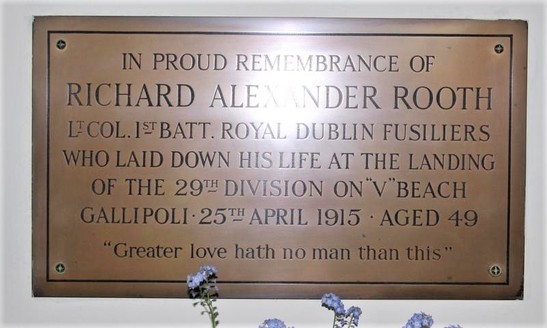 IN PROUD REMEMBRANCE OF
RICHARD ALEXANDER ROOTH
LT COL. 1ST BATT. ROYAL DUBLIN FUSILIERS
WHO LAID DOWN HIS LIFE AT THE LANDING
OF THE 29TH DIVISION ON "V" BEACH
GALLIPOLI · 25TH APRIL 1915 · AGED 49
"Greater love hath no man than this"